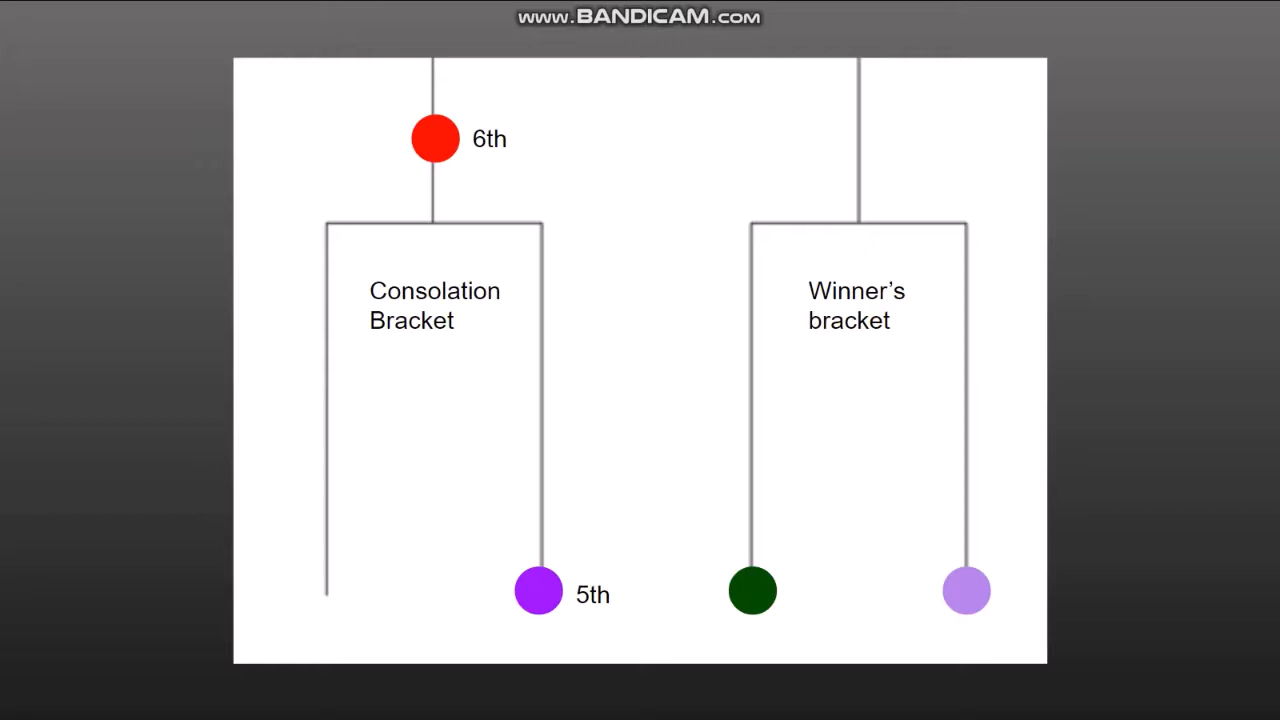 www.BANDICAM.com
6th
Consolation
Bracket
Winner's
bracket
5th